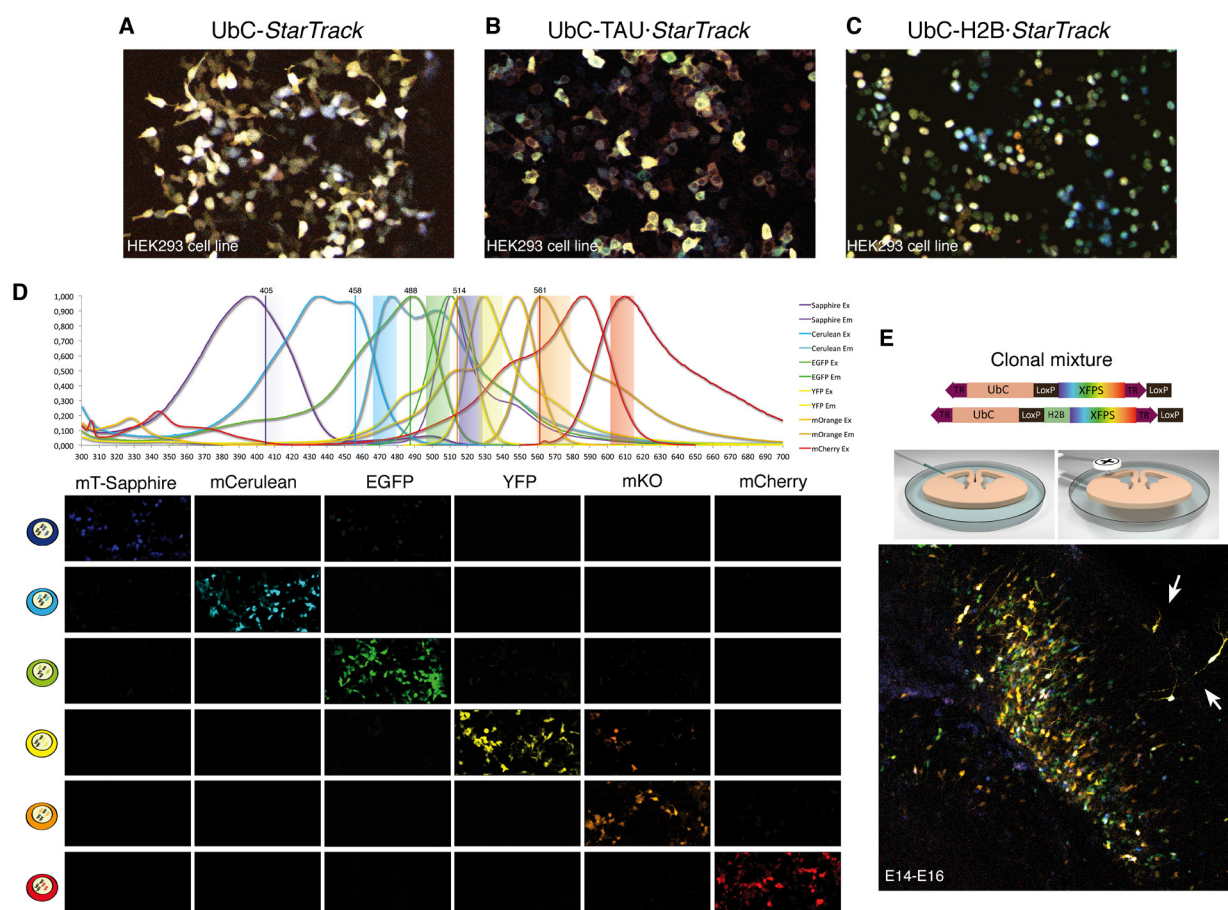 A
UbC-StarTrack
HEK293 cell line
B
UbC-TAU·StarTrack
HEK293 cell line
C
UbC-H2B·StarTrack
HEK293 cell line
D
405 458 488 514 561
1,000
0,900
0,800
0,700
0,600
0,500
0,400
0,300
0,200
0,100
0,000
300 310 320 330 340 350 360 370 380 390 400 410 420 430 440 450 460 470 480 490 500 510 520 530 540 550 560 570 580 590 600 610 620 630 640 650 660 670 680 690 700
Sapphire Ex
Sapphire Em
Cerulean Ex
Cerulean Em
EGFP Ex
EGFP Em
YFP Ex
YFP Em
mOrange Ex
mOrange Em
mCherry Ex
mT-Sapphire mCerulean EGFP YFP mKO mCherry
E
Clonal mixture
TR UbC LoxP XFPS TR LoxP
TR UbC LoxP H2B XFPS TR LoxP
E14-E16